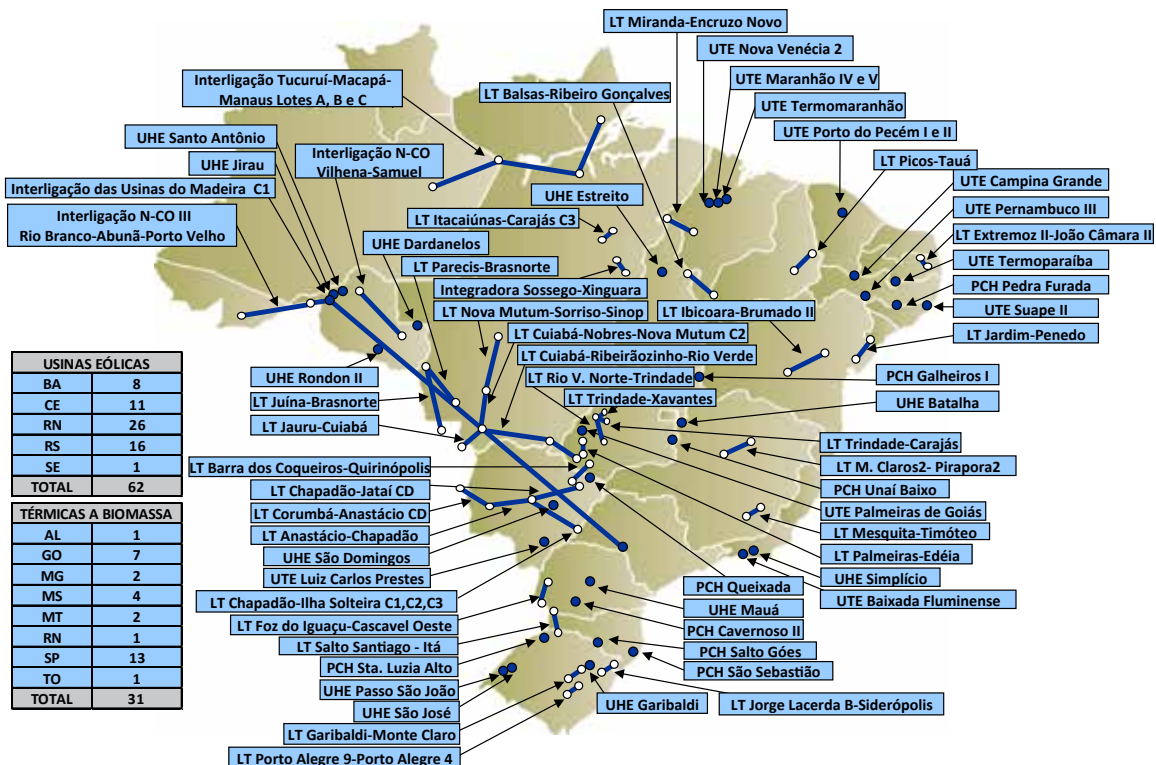 LT Miranda-Encruzo Novo
UTE Nova Venécia 2
Interligação Tucuruí-Macapá-
Manaus Lotes A, B e C
UTE Maranhão IV e V
LT Balsas-Ribeiro Gonçalves
UTE Termomaranhão
UHE Santo Antônio
UTE Porto do Pecém I e II
UHE Jirau
Interligação N-CO
Vilhena-Samuel
LT Picos-Tauá
Interligação das Usinas do Madeira C1
UHE Estreito
UTE Campina Grande
Interligação N-CO III
Rio Branco-Abunã-Porto Velho
LT Itacaiúnas-Carajás C3
UTE Pernambuco III
UHE Dardanelos
LT Extremoz II-João Câmara II
LT Parecis-Brasnorte
UTE Termoparaíba
Integradora Sossego-Xinguara
PCH Pedra Furada
LT Nova Mutum-Sorriso-Sinop
LT Ibicoara-Brumado II
UTE Suape II
LT Cuiabá-Nobres-Nova Mutum C2
LT Jardim-Penedo
LT Cuiabá-Ribeirãozinho-Rio Verde
UHE Rondon II
LT Rio V. Norte-Trindade
PCH Galheiros I
LT Juína-Brasnorte
LT Trindade-Xavantes
UHE Batalha
LT Jauru-Cuiabá
LT Trindade-Carajás
LT Barra dos Coqueiros-Quirinópolis
LT M. Claros2- Pirapora2
LT Chapadão-Jataí CD
PCH Unaí Baixo
LT Corumbá-Anastácio CD
UTE Palmeiras de Goiás
LT Anastácio-Chapadão
LT Mesquita-Timóteo
UHE São Domingos
LT Palmeiras-Edéia
UTE Luiz Carlos Prestes
UHE Simplício
PCH Queixada
UTE Baixada Fluminense
LT Chapadão-Ilha Solteira C1,C2,C3
UHE Mauá
LT Foz do Iguaçu-Cascavel Oeste
PCH Cavernoso II
LT Salto Santiago - Itá
PCH Salto Góes
PCH Sta. Luzia Alto
PCH São Sebastião
UHE Passo São João
UHE Garibaldi
LT Jorge Lacerda B-Siderópolis
UHE São José
LT Garibaldi-Monte Claro
LT Porto Alegre 9-Porto Alegre 4
USINAS EÓLICAS
BA 8
CE 11
RN 26
RS 16
SE 1
TOTAL 62
TÉRMICAS A BIOMASSA
AL 1
GO 7
MG 2
MS 4
MT 2
RN 1
SP 13
TO 1
TOTAL 31